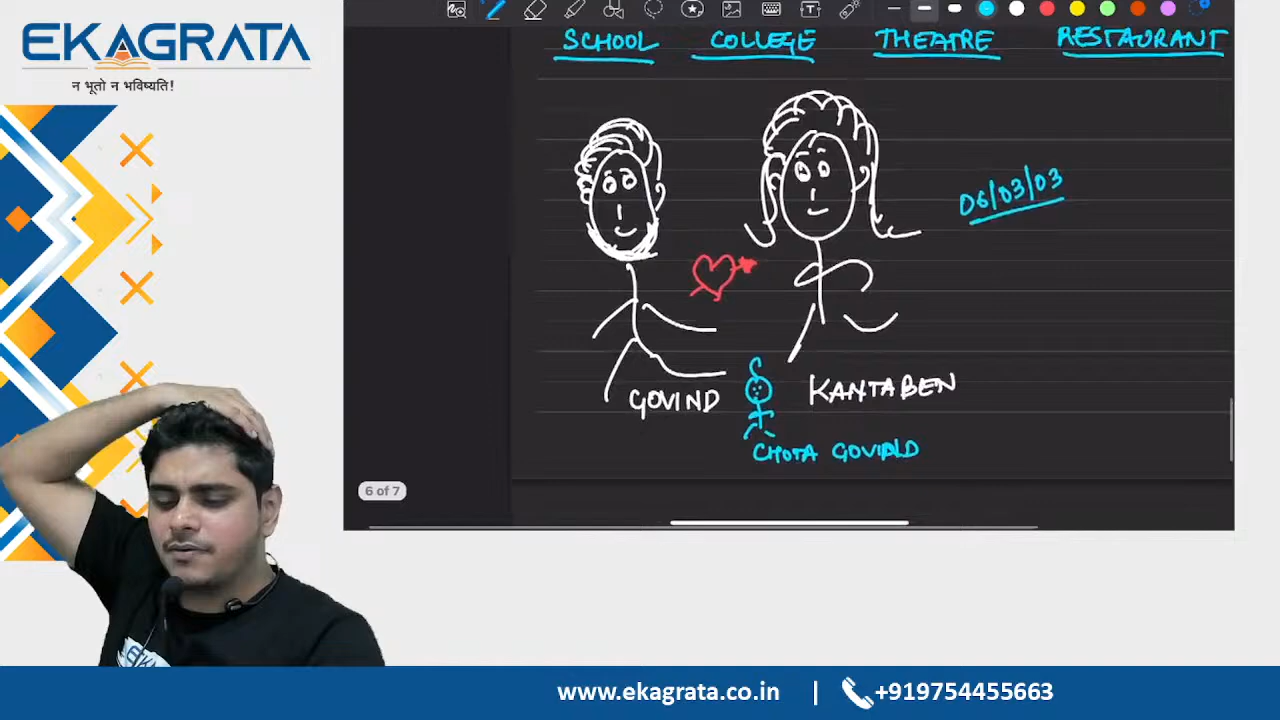 EKAGRATA
न भूतो न भविष्यति!
SCHOOL COLLEGE THEATRE RESTAURANT
06/03/03
GOVIND
KANTABEN
CHOTA GOVIND
6 of 7
www.ekagrata.co.in | +919754455663